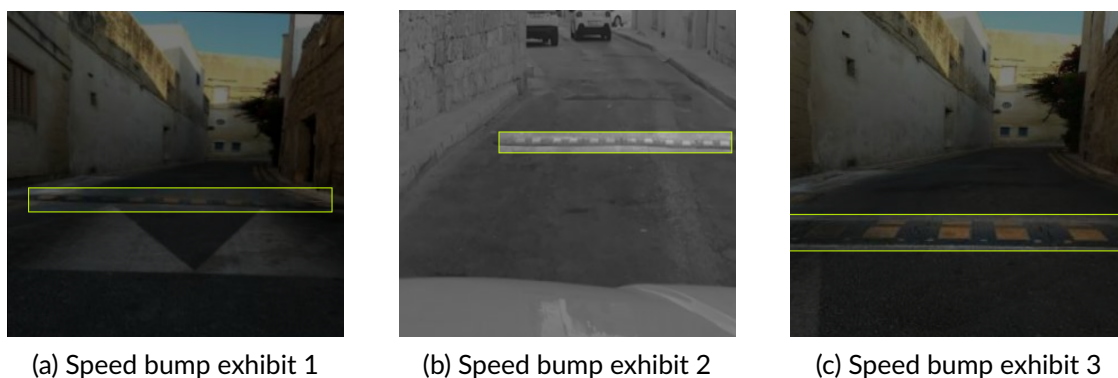 (a) Speed bump exhibit 1
(b) Speed bump exhibit 2
(c) Speed bump exhibit 3